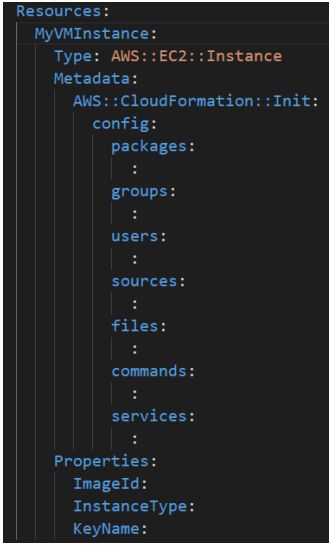 Resources:
  MyVMInstance:
    Type: AWS::EC2::Instance
    Metadata:
      AWS::CloudFormation::Init:
        config:
          packages:
            :
          groups:
            :
          users:
            :
          sources:
            :
          files:
            :
          commands:
            :
          services:
            :
    Properties:
      ImageId:
      InstanceType:
      KeyName: